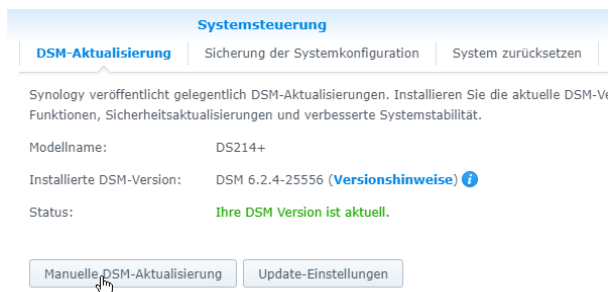 Systemsteuerung
DSM-Aktualisierung Sicherung der Systemkonfiguration System zurücksetzen
Synology veröffentlicht gelegentlich DSM-Aktualisierungen. Installieren Sie die aktuelle DSM-Ve
Funktionen, Sicherheitsaktualisierungen und verbesserte Systemstabilität.
Modellname: DS214+
Installierte DSM-Version: DSM 6.2.4-25556 (Versionshinweise) i
Status: Ihre DSM Version ist aktuell.
Manuelle DSM-Aktualisierung Update-Einstellungen